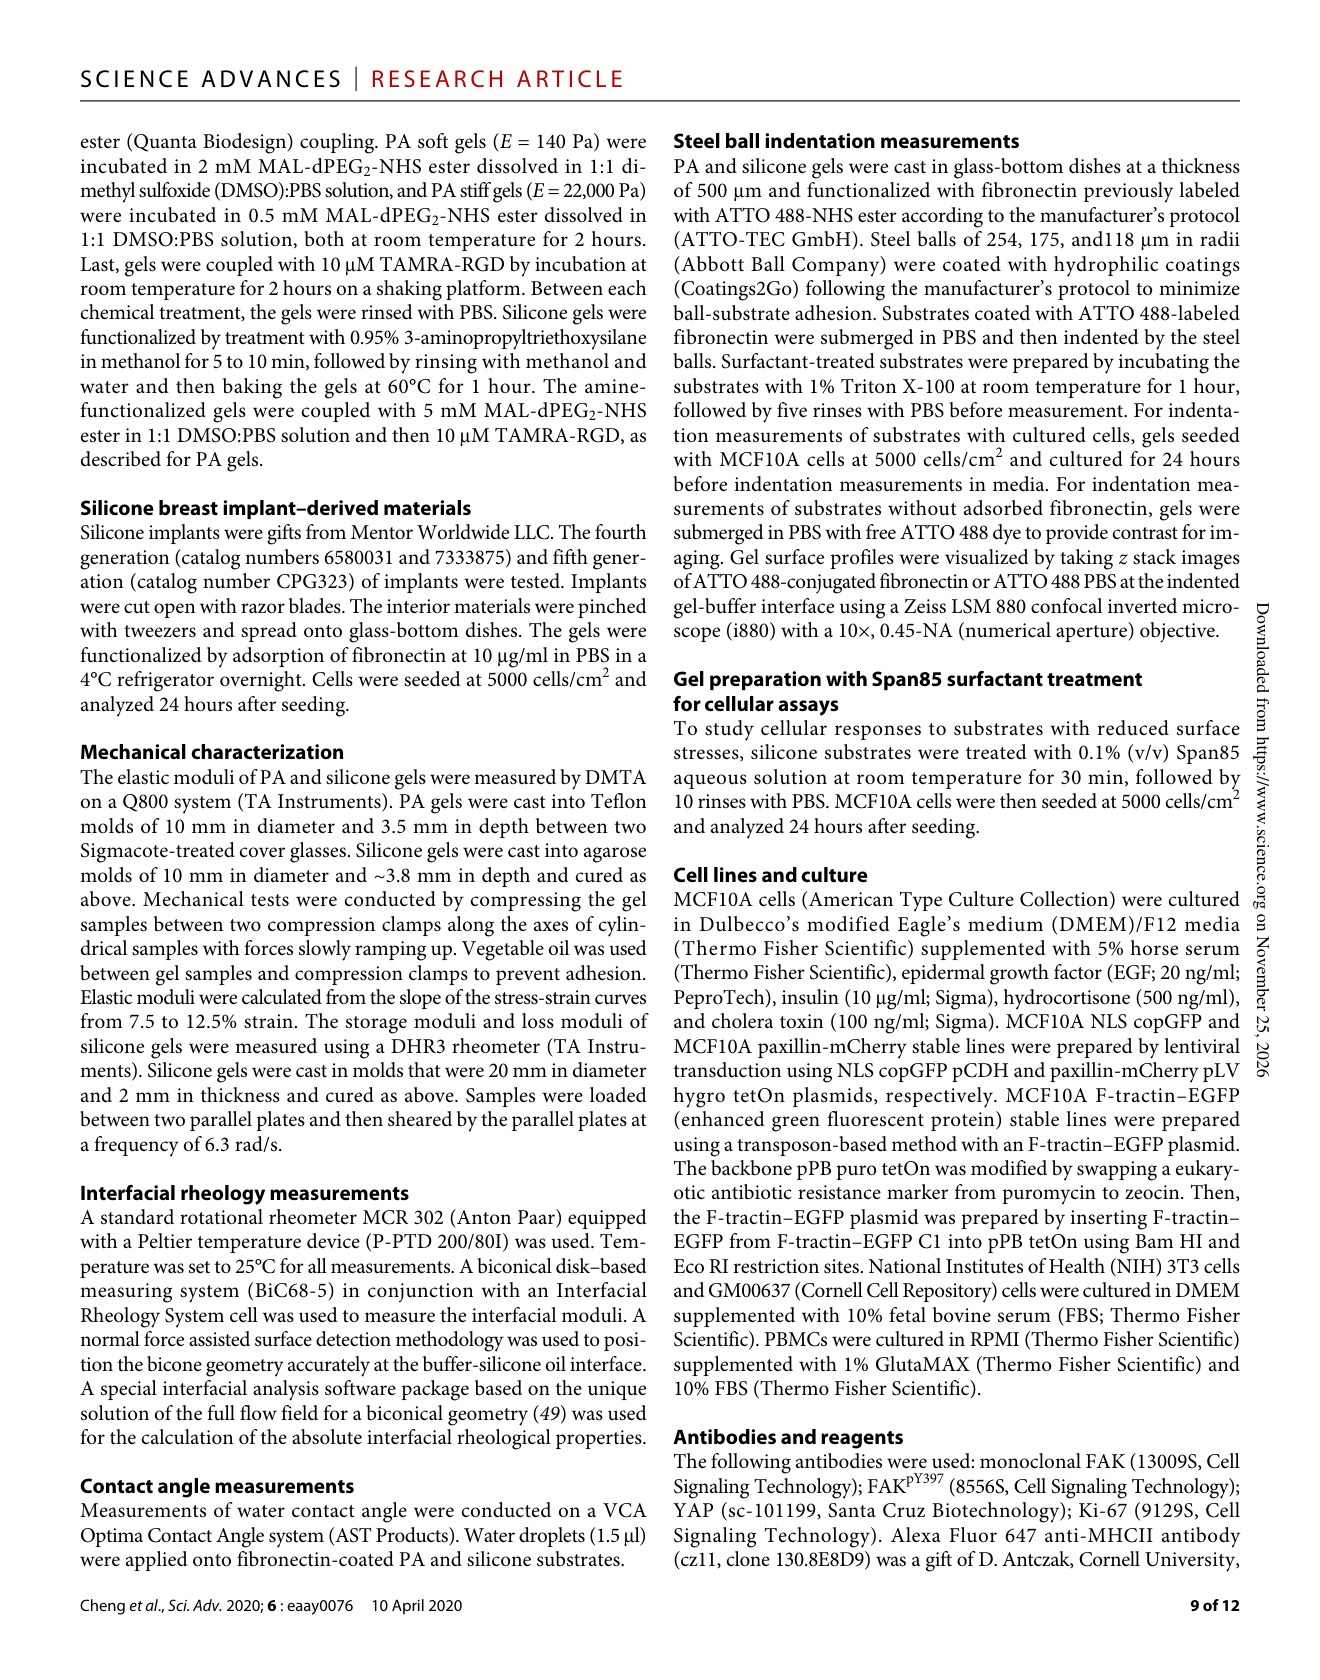 SCIENCE ADVANCES | RESEARCH ARTICLE
ester (Quanta Biodesign) coupling. PA soft gels (E = 140 Pa) were
incubated in 2 mM MAL-dPEG₂-NHS ester dissolved in 1:1 di-
methyl sulfoxide (DMSO):PBS solution, and PA stiff gels (E = 22,000 Pa)
were incubated in 0.5 mM MAL-dPEG₂-NHS ester dissolved in
1:1 DMSO:PBS solution, both at room temperature for 2 hours.
Last, gels were coupled with 10 μM TAMRA-RGD by incubation at
room temperature for 2 hours on a shaking platform. Between each
chemical treatment, the gels were rinsed with PBS. Silicone gels were
functionalized by treatment with 0.95% 3-aminopropyltriethoxysilane
in methanol for 5 to 10 min, followed by rinsing with methanol and
water and then baking the gels at 60°C for 1 hour. The amine-
functionalized gels were coupled with 5 mM MAL-dPEG₂-NHS
ester in 1:1 DMSO:PBS solution and then 10 μM TAMRA-RGD, as
described for PA gels.
Silicone breast implant–derived materials
Silicone implants were gifts from Mentor Worldwide LLC. The fourth
generation (catalog numbers 6580031 and 7333875) and fifth gener-
ation (catalog number CPG323) of implants were tested. Implants
were cut open with razor blades. The interior materials were pinched
with tweezers and spread onto glass-bottom dishes. The gels were
functionalized by adsorption of fibronectin at 10 μg/ml in PBS in a
4°C refrigerator overnight. Cells were seeded at 5000 cells/cm² and
analyzed 24 hours after seeding.
Mechanical characterization
The elastic moduli of PA and silicone gels were measured by DMTA
on a Q800 system (TA Instruments). PA gels were cast into Teflon
molds of 10 mm in diameter and 3.5 mm in depth between two
Sigmacote-treated cover glasses. Silicone gels were cast into agarose
molds of 10 mm in diameter and ~3.8 mm in depth and cured as
above. Mechanical tests were conducted by compressing the gel
samples between two compression clamps along the axes of cylin-
drical samples with forces slowly ramping up. Vegetable oil was used
between gel samples and compression clamps to prevent adhesion.
Elastic moduli were calculated from the slope of the stress-strain curves
from 7.5 to 12.5% strain. The storage moduli and loss moduli of
silicone gels were measured using a DHR3 rheometer (TA Instru-
ments). Silicone gels were cast in molds that were 20 mm in diameter
and 2 mm in thickness and cured as above. Samples were loaded
between two parallel plates and then sheared by the parallel plates at
a frequency of 6.3 rad/s.
Interfacial rheology measurements
A standard rotational rheometer MCR 302 (Anton Paar) equipped
with a Peltier temperature device (P-PTD 200/80I) was used. Tem-
perature was set to 25°C for all measurements. A biconical disk–based
measuring system (BiC68-5) in conjunction with an Interfacial
Rheology System cell was used to measure the interfacial moduli. A
normal force assisted surface detection methodology was used to posi-
tion the bicone geometry accurately at the buffer-silicone oil interface.
A special interfacial analysis software package based on the unique
solution of the full flow field for a biconical geometry (49) was used
for the calculation of the absolute interfacial rheological properties.
Contact angle measurements
Measurements of water contact angle were conducted on a VCA
Optima Contact Angle system (AST Products). Water droplets (1.5 μl)
were applied onto fibronectin-coated PA and silicone substrates.
Steel ball indentation measurements
PA and silicone gels were cast in glass-bottom dishes at a thickness
of 500 μm and functionalized with fibronectin previously labeled
with ATTO 488-NHS ester according to the manufacturer's protocol
(ATTO-TEC GmbH). Steel balls of 254, 175, and118 μm in radii
(Abbott Ball Company) were coated with hydrophilic coatings
(Coatings2Go) following the manufacturer's protocol to minimize
ball-substrate adhesion. Substrates coated with ATTO 488-labeled
fibronectin were submerged in PBS and then indented by the steel
balls. Surfactant-treated substrates were prepared by incubating the
substrates with 1% Triton X-100 at room temperature for 1 hour,
followed by five rinses with PBS before measurement. For indenta-
tion measurements of substrates with cultured cells, gels seeded
with MCF10A cells at 5000 cells/cm² and cultured for 24 hours
before indentation measurements in media. For indentation mea-
surements of substrates without adsorbed fibronectin, gels were
submerged in PBS with free ATTO 488 dye to provide contrast for im-
aging. Gel surface profiles were visualized by taking z stack images
of ATTO 488-conjugated fibronectin or ATTO 488 PBS at the indented
gel-buffer interface using a Zeiss LSM 880 confocal inverted micro-
scope (i880) with a 10×, 0.45-NA (numerical aperture) objective.
Gel preparation with Span85 surfactant treatment
for cellular assays
To study cellular responses to substrates with reduced surface
stresses, silicone substrates were treated with 0.1% (v/v) Span85
aqueous solution at room temperature for 30 min, followed by
10 rinses with PBS. MCF10A cells were then seeded at 5000 cells/cm²
and analyzed 24 hours after seeding.
Cell lines and culture
MCF10A cells (American Type Culture Collection) were cultured
in Dulbecco's modified Eagle's medium (DMEM)/F12 media
(Thermo Fisher Scientific) supplemented with 5% horse serum
(Thermo Fisher Scientific), epidermal growth factor (EGF; 20 ng/ml;
PeproTech), insulin (10 μg/ml; Sigma), hydrocortisone (500 ng/ml),
and cholera toxin (100 ng/ml; Sigma). MCF10A NLS copGFP and
MCF10A paxillin-mCherry stable lines were prepared by lentiviral
transduction using NLS copGFP pCDH and paxillin-mCherry pLV
hygro tetOn plasmids, respectively. MCF10A F-tractin–EGFP
(enhanced green fluorescent protein) stable lines were prepared
using a transposon-based method with an F-tractin–EGFP plasmid.
The backbone pPB puro tetOn was modified by swapping a eukary-
otic antibiotic resistance marker from puromycin to zeocin. Then,
the F-tractin–EGFP plasmid was prepared by inserting F-tractin–
EGFP from F-tractin–EGFP C1 into pPB tetOn using Bam HI and
Eco RI restriction sites. National Institutes of Health (NIH) 3T3 cells
and GM00637 (Cornell Cell Repository) cells were cultured in DMEM
supplemented with 10% fetal bovine serum (FBS; Thermo Fisher
Scientific). PBMCs were cultured in RPMI (Thermo Fisher Scientific)
supplemented with 1% GlutaMAX (Thermo Fisher Scientific) and
10% FBS (Thermo Fisher Scientific).
Antibodies and reagents
The following antibodies were used: monoclonal FAK (13009S, Cell
Signaling Technology); FAKᵖʸ³⁹⁷ (8556S, Cell Signaling Technology);
YAP (sc-101199, Santa Cruz Biotechnology); Ki-67 (9129S, Cell
Signaling Technology). Alexa Fluor 647 anti-MHCII antibody
(cz11, clone 130.8E8D9) was a gift of D. Antczak, Cornell University,
Downloaded from https://www.science.org on November 25, 2026
Cheng et al., Sci. Adv. 2020; 6 : eaay0076 10 April 2020
9 of 12